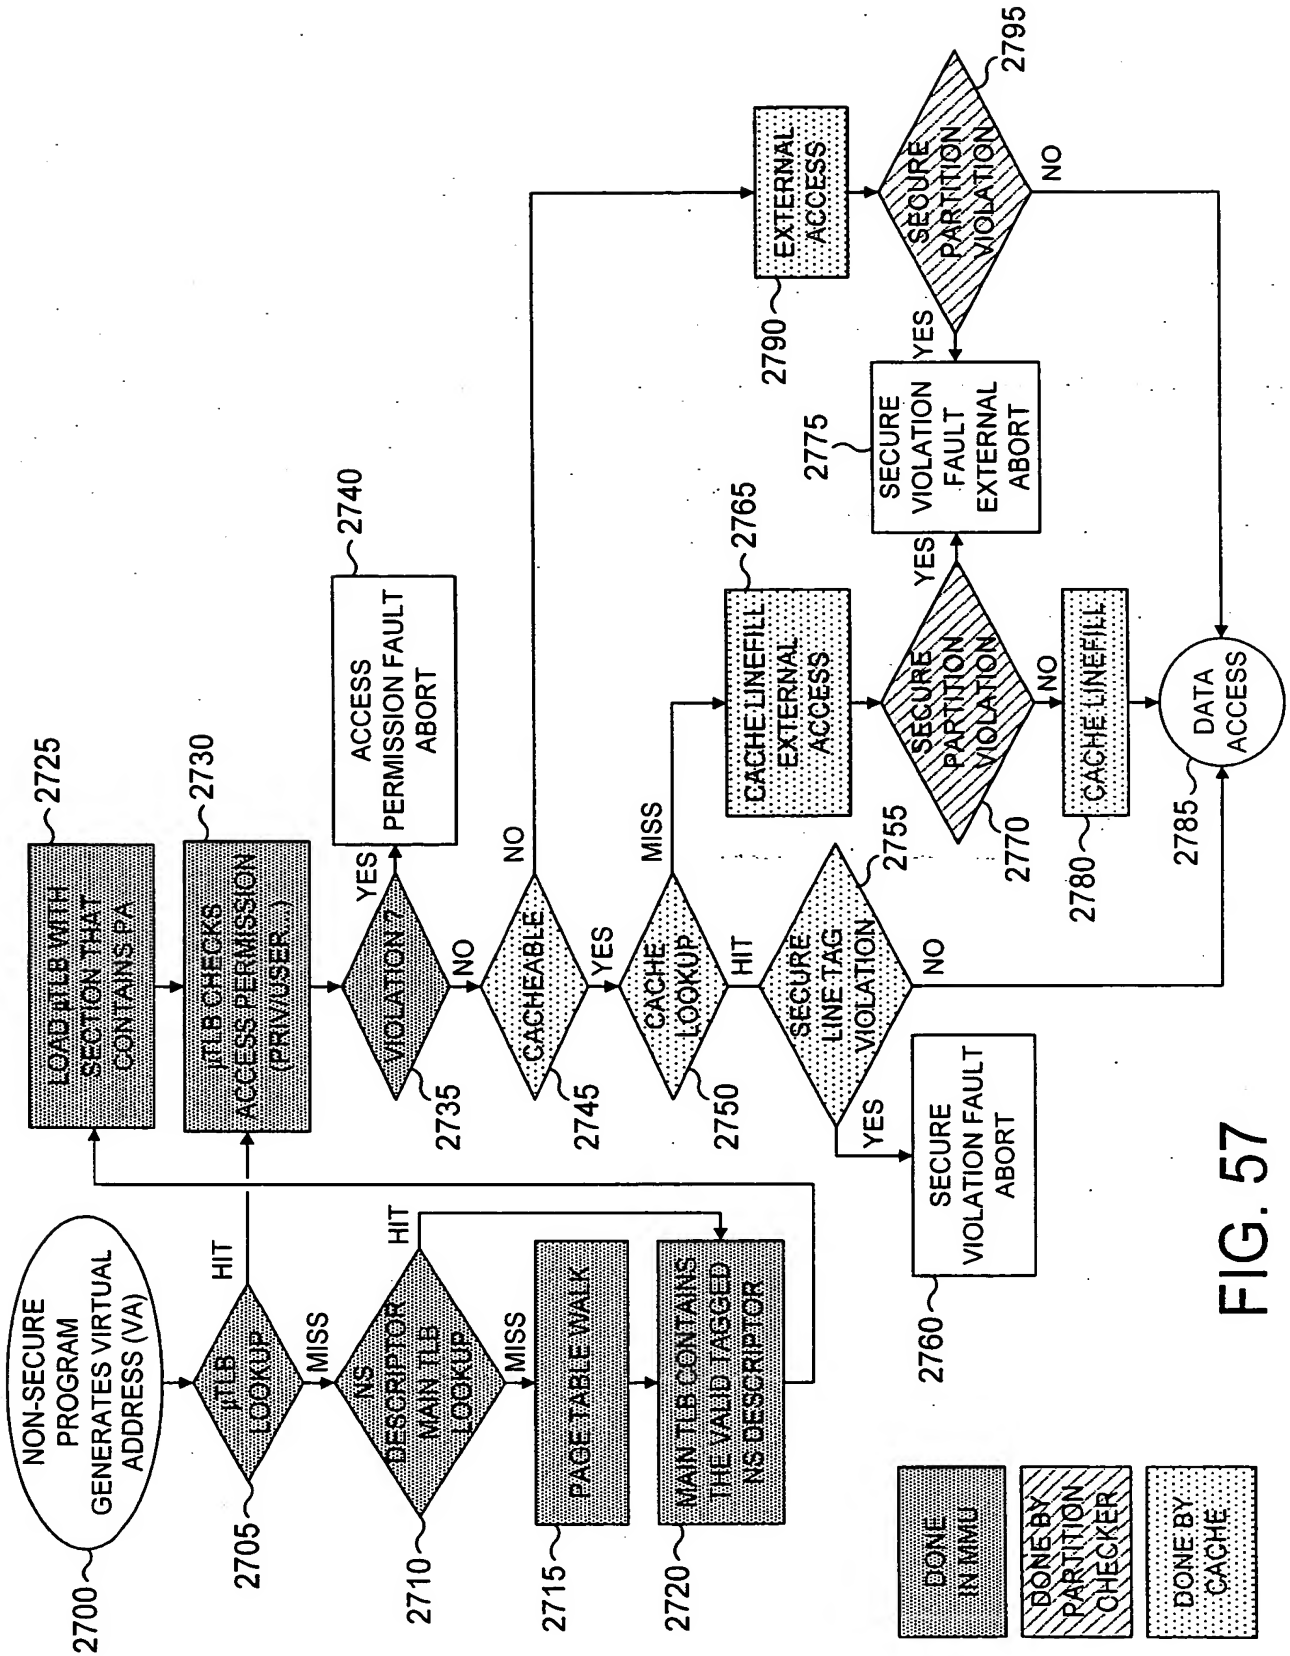 NON-SECURE
PROGRAM
GENERATES VIRTUAL
ADDRESS (VA)
2700
µTLB
LOOKUP
2705
HIT
MISS
NS
DESCRIPTOR
MAIN TLB
LOOKUP
2710
HIT
MISS
PAGE TABLE WALK
2715
MAIN TLB CONTAINS
THE VALID TAGGED
NS DESCRIPTOR
2720
LOAD µTLB WITH
SECTON THAT
CONTAINS PA
2725
µTLB CHECKS
ACCESS PERMISSION
(PRIV/USER..)
2730
VIOLATION ?
2735
YES
NO
ACCESS
PERMISSION FAULT
ABORT
2740
CACHEABLE
2745
NO
YES
CACHE
LOOKUP
2750
MISS
HIT
SECURE
LINE TAG
VIOLATION
2755
YES
NO
SECURE
VIOLATION FAULT
ABORT
2760
CACHE LINEFILL
EXTERNAL
ACCESS
2765
SECURE
PARTITION
VIOLATION
2770
YES
NO
SECURE
VIOLATION
FAULT
EXTERNAL
ABORT
2775
CACHE LINEFILL
2780
DATA
ACCESS
2785
EXTERNAL
ACCESS
2790
SECURE
PARTITION
VIOLATION
2795
YES
NO
DONE
IN MMU
DONE BY
PARTITION
CHECKER
DONE BY
CACHE
FIG. 57